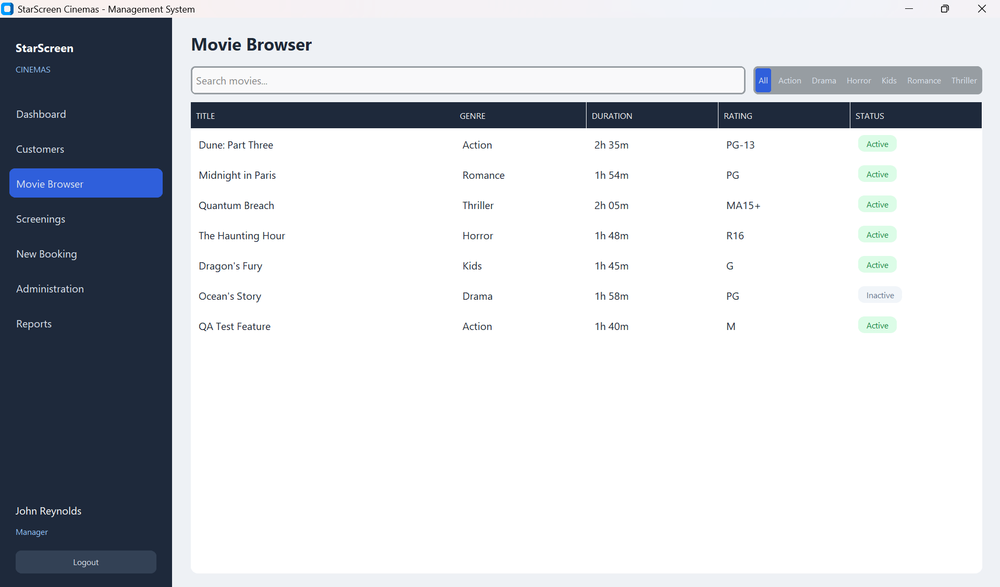 StarScreen Cinemas - Management System
StarScreen
CINEMAS
Dashboard
Customers
Movie Browser
Screenings
New Booking
Administration
Reports
John Reynolds
Manager
Logout
Movie Browser
Search movies...
All Action Drama Horror Kids Romance Thriller
TITLE GENRE DURATION RATING STATUS
Dune: Part Three Action 2h 35m PG-13 Active
Midnight in Paris Romance 1h 54m PG Active
Quantum Breach Thriller 2h 05m MA15+ Active
The Haunting Hour Horror 1h 48m R16 Active
Dragon's Fury Kids 1h 45m G Active
Ocean's Story Drama 1h 58m PG Inactive
QA Test Feature Action 1h 40m M Active